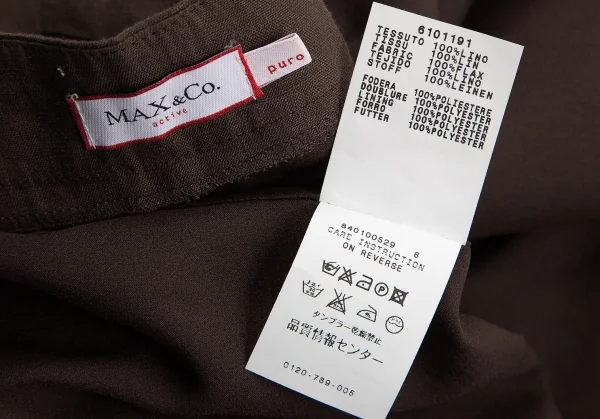 MAX&Co.
active
puro
6101191
TESSUTO 100%LINO
TISSU 100%LIN
FABRIC 100%FLAX
TEJIDO 100%LINO
STOFF 100%LEINEN
FODERA 100%POLIESTERE
DOUBLURE 100%POLYESTER
LINING 100%POLYESTER
FORRO 100%POLYESTER
FUTTER 100%POLYESTER
840100529 8
CARE INSTRUCTION
ON REVERSE
タンブラー乾燥禁止
品質情報センター
0120-789-005